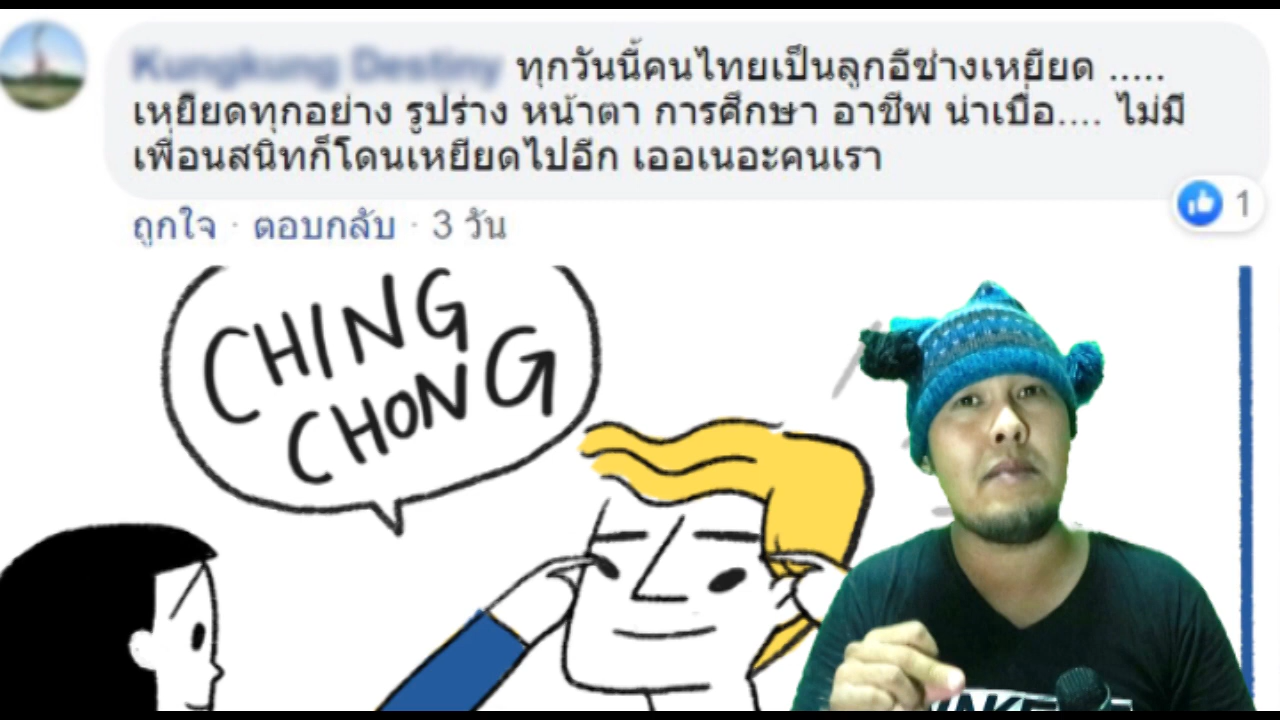 ทุกวันนี้คนไทยเป็นลูกอีช่างเหยียด .....
เหยียดทุกอย่าง รูปร่าง หน้าตา การศึกษา อาชีพ น่าเบื่อ.... ไม่มี
เพื่อนสนิทก็โดนเหยียดไปอีก เออเนอะคนเรา
ถูกใจ · ตอบกลับ · 3 วัน
1
CHING
CHONG